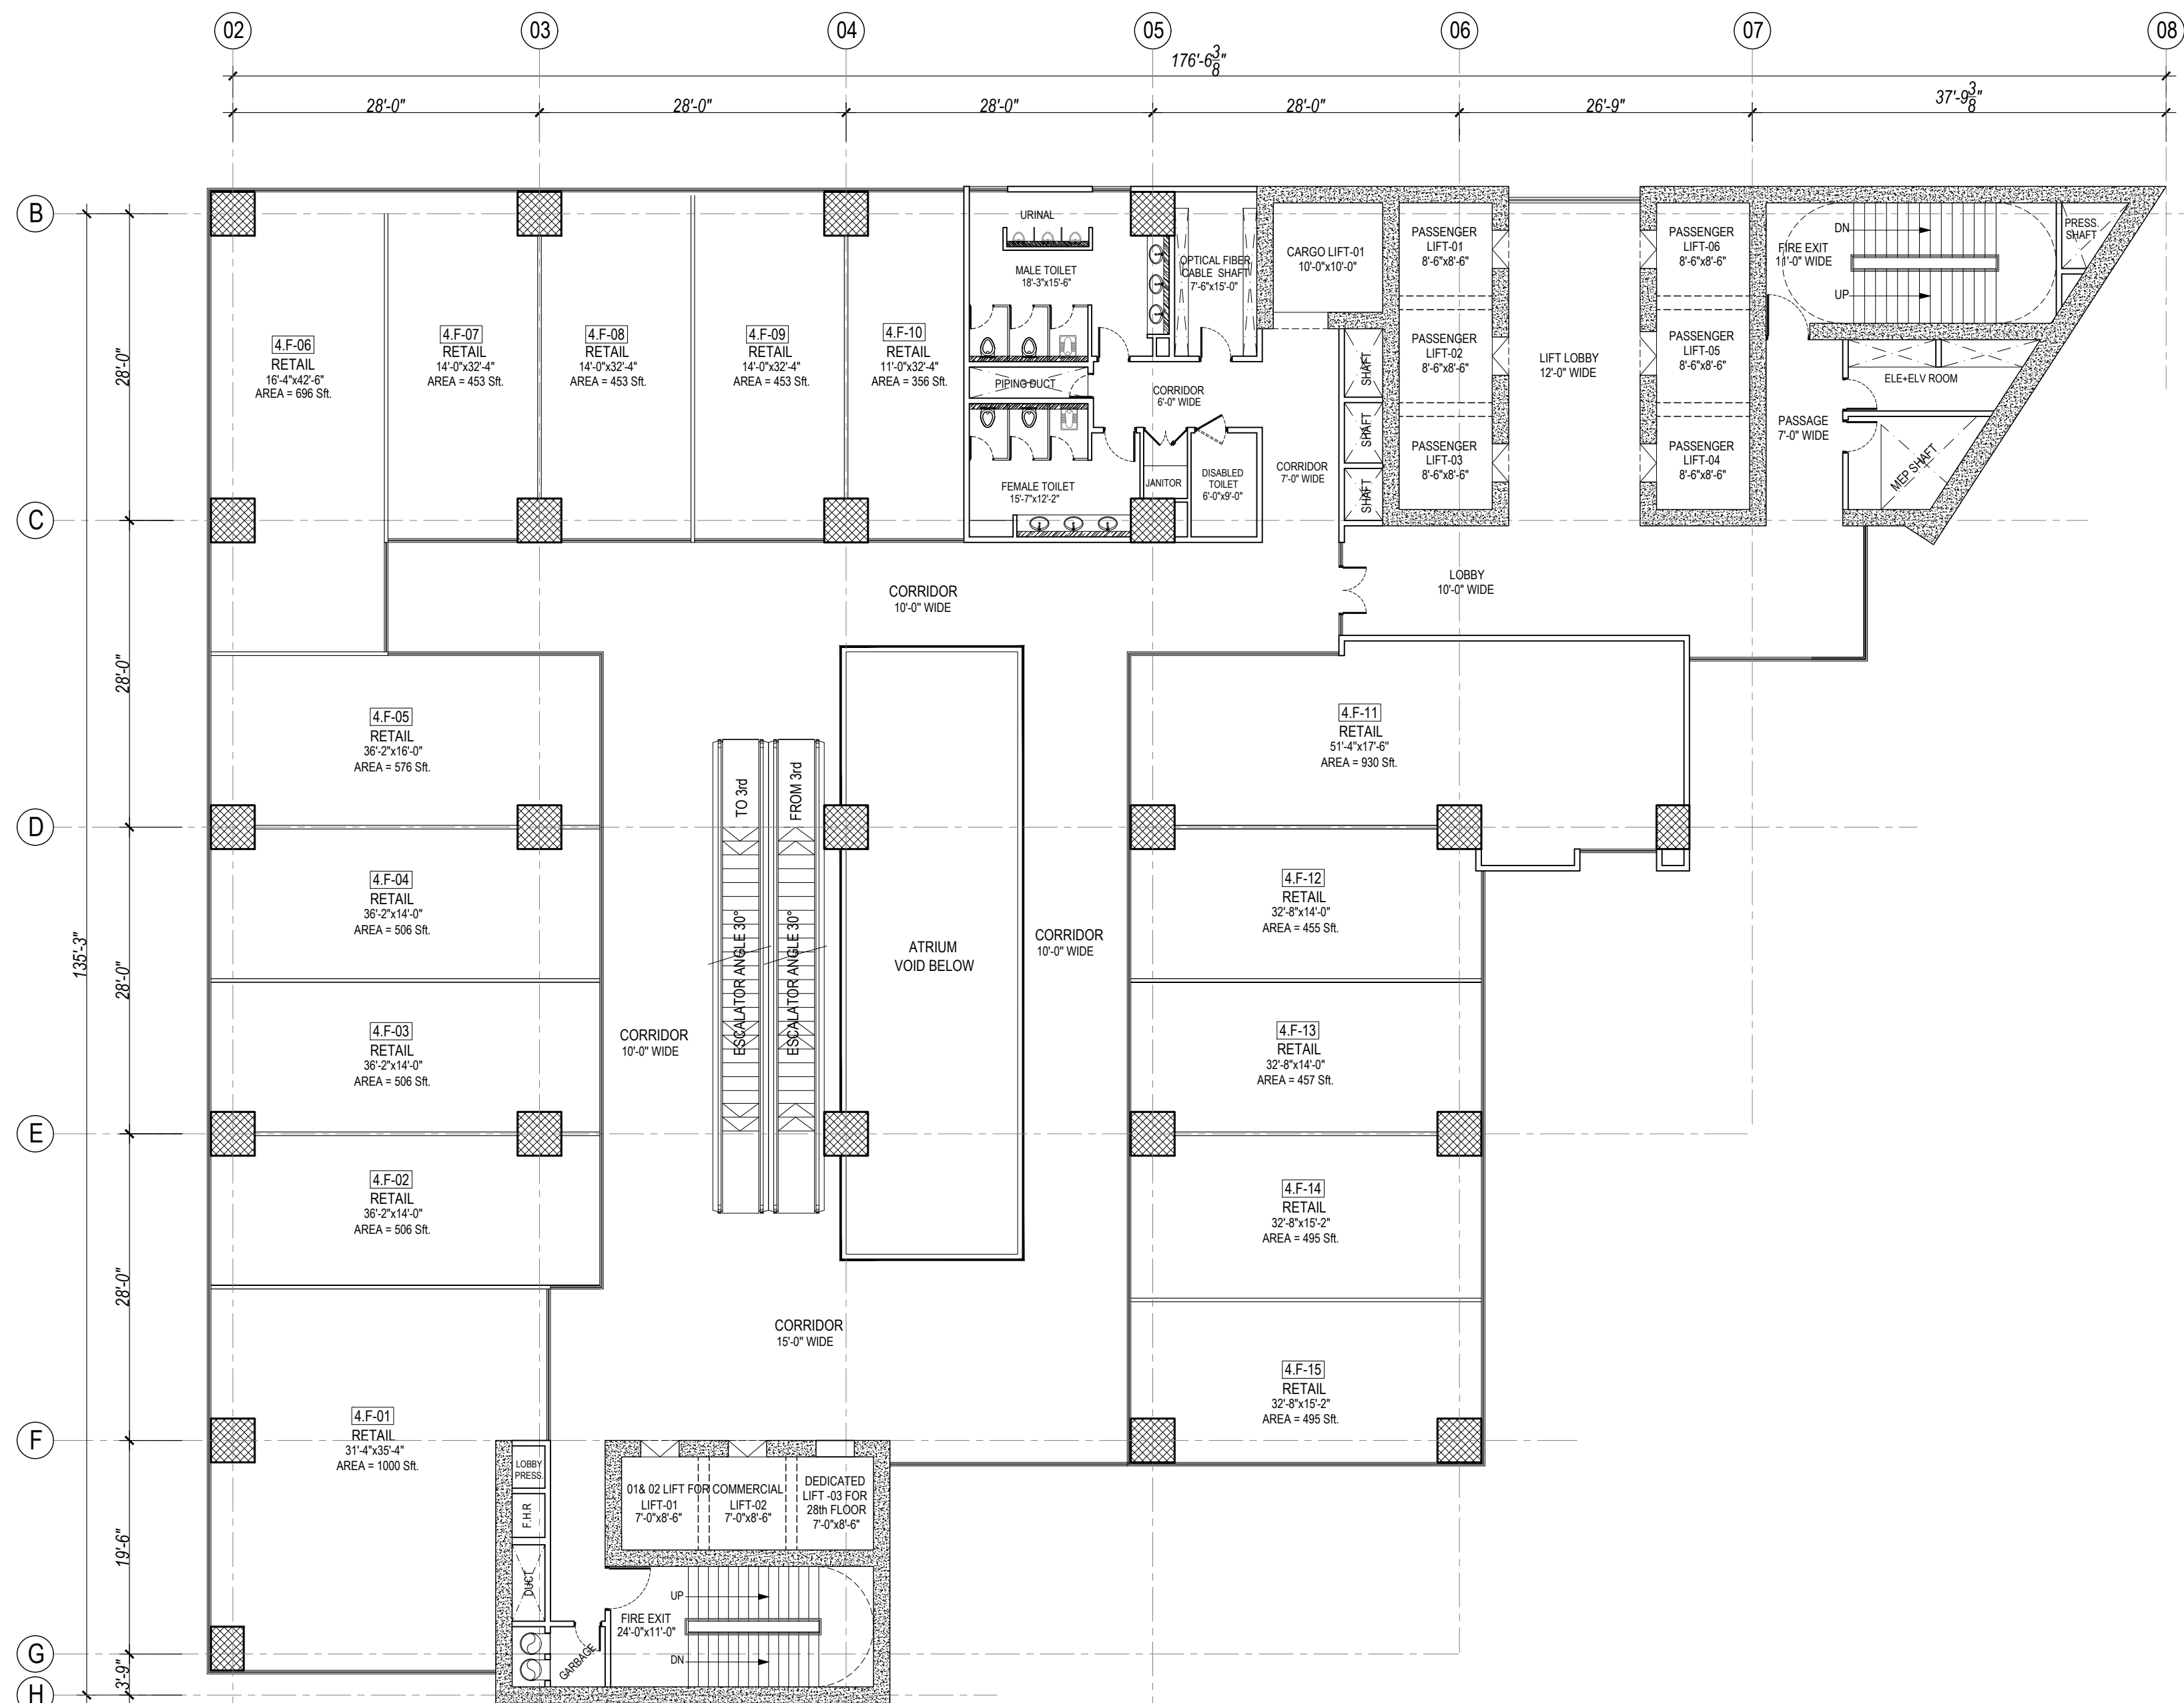 02
03
04
05
06
07
08
176'-6 3/8"
28'-0"
28'-0"
28'-0"
28'-0"
26'-9"
37'-9 3/8"
B
C
D
E
F
G
H
135'-3"
28'-0"
28'-0"
28'-0"
28'-0"
19'-6"
3'-9"
4.F-06
RETAIL
16'-4"x42'-6"
AREA = 696 Sft.
4.F-07
RETAIL
14'-0"x32'-4"
AREA = 453 Sft.
4.F-08
RETAIL
14'-0"x32'-4"
AREA = 453 Sft.
4.F-09
RETAIL
14'-0"x32'-4"
AREA = 453 Sft.
4.F-10
RETAIL
11'-0"x32'-4"
AREA = 356 Sft.
URINAL
MALE TOILET
18'-3"x15'-6"
PIPING DUCT
FEMALE TOILET
15'-7"x12'-2"
OPTICAL FIBER
CABLE SHAFT
7'-6"x15'-0"
CORRIDOR
6'-0" WIDE
JANITOR
DISABLED
TOILET
6'-0"x9'-0"
CARGO LIFT-01
10'-0"x10'-0"
CORRIDOR
7'-0" WIDE
SHAFT
SHAFT
SHAFT
PASSENGER
LIFT-01
8'-6"x8'-6"
PASSENGER
LIFT-02
8'-6"x8'-6"
PASSENGER
LIFT-03
8'-6"x8'-6"
LIFT LOBBY
12'-0" WIDE
PASSENGER
LIFT-06
8'-6"x8'-6"
PASSENGER
LIFT-05
8'-6"x8'-6"
PASSENGER
LIFT-04
8'-6"x8'-6"
DN
FIRE EXIT
11'-0" WIDE
UP
PRESS.
SHAFT
ELE+ELV ROOM
PASSAGE
7'-0" WIDE
MEP SHAFT
CORRIDOR
10'-0" WIDE
LOBBY
10'-0" WIDE
4.F-05
RETAIL
36'-2"x16'-0"
AREA = 576 Sft.
4.F-04
RETAIL
36'-2"x14'-0"
AREA = 506 Sft.
4.F-03
RETAIL
36'-2"x14'-0"
AREA = 506 Sft.
4.F-02
RETAIL
36'-2"x14'-0"
AREA = 506 Sft.
4.F-01
RETAIL
31'-4"x35'-4"
AREA = 1000 Sft.
CORRIDOR
10'-0" WIDE
TO 3rd
FROM 3rd
ESCALATOR ANGLE 30°
ESCALATOR ANGLE 30°
ATRIUM
VOID BELOW
CORRIDOR
10'-0" WIDE
CORRIDOR
15'-0" WIDE
4.F-11
RETAIL
51'-4"x17'-6"
AREA = 930 Sft.
4.F-12
RETAIL
32'-8"x14'-0"
AREA = 455 Sft.
4.F-13
RETAIL
32'-8"x14'-0"
AREA = 457 Sft.
4.F-14
RETAIL
32'-8"x15'-2"
AREA = 495 Sft.
4.F-15
RETAIL
32'-8"x15'-2"
AREA = 495 Sft.
LOBBY
PRESS.
F.H.R
DUCT
GARBAGE
01& 02 LIFT FOR COMMERCIAL
LIFT-01
7'-0"x8'-6"
LIFT-02
7'-0"x8'-6"
DEDICATED
LIFT -03 FOR
28th FLOOR
7'-0"x8'-6"
UP
FIRE EXIT
24'-0"x11'-0"
DN